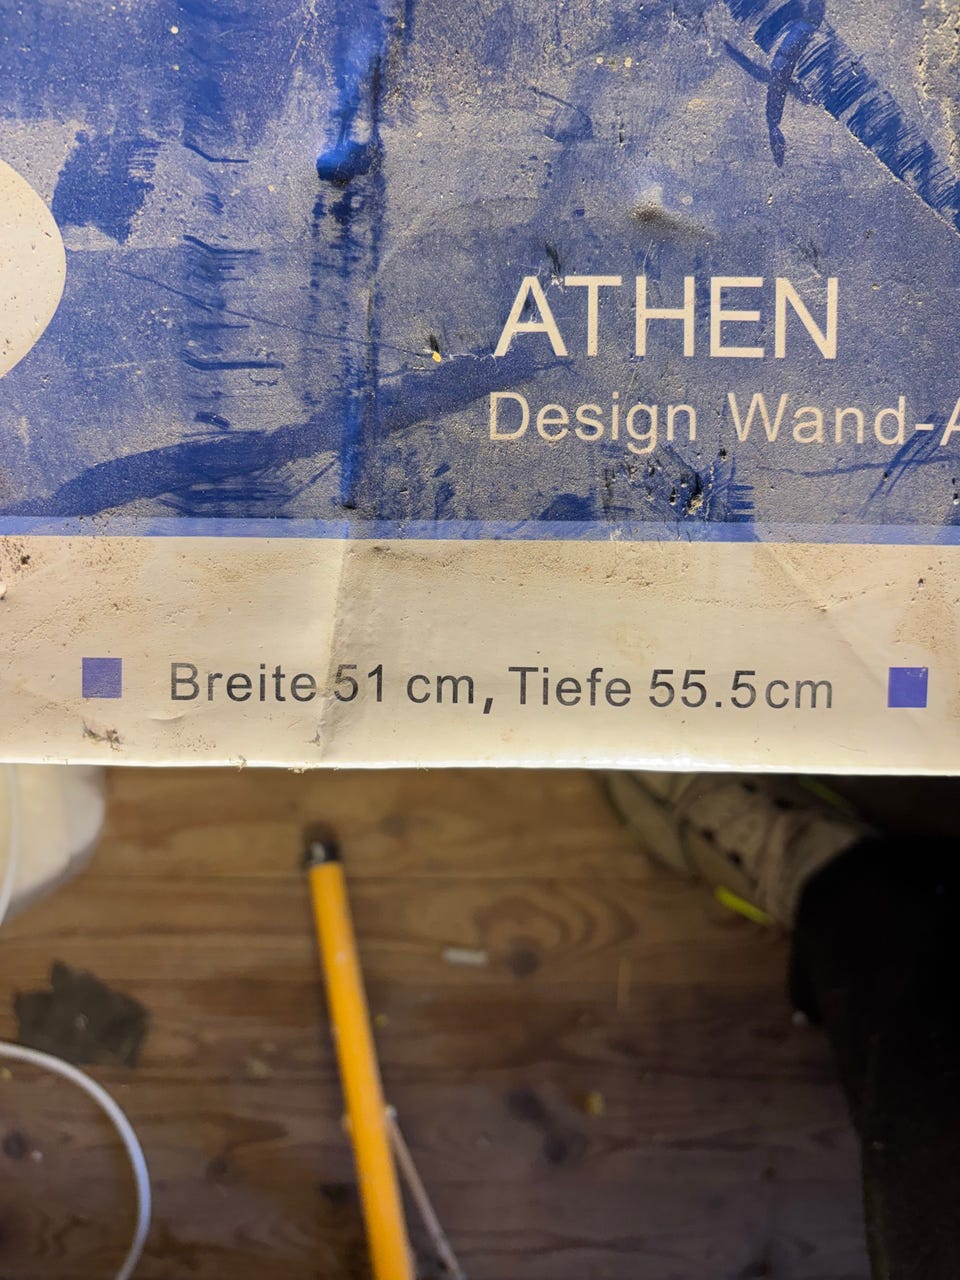 ATHEN
Design Wand-A
Breite 51 cm, Tiefe 55.5cm